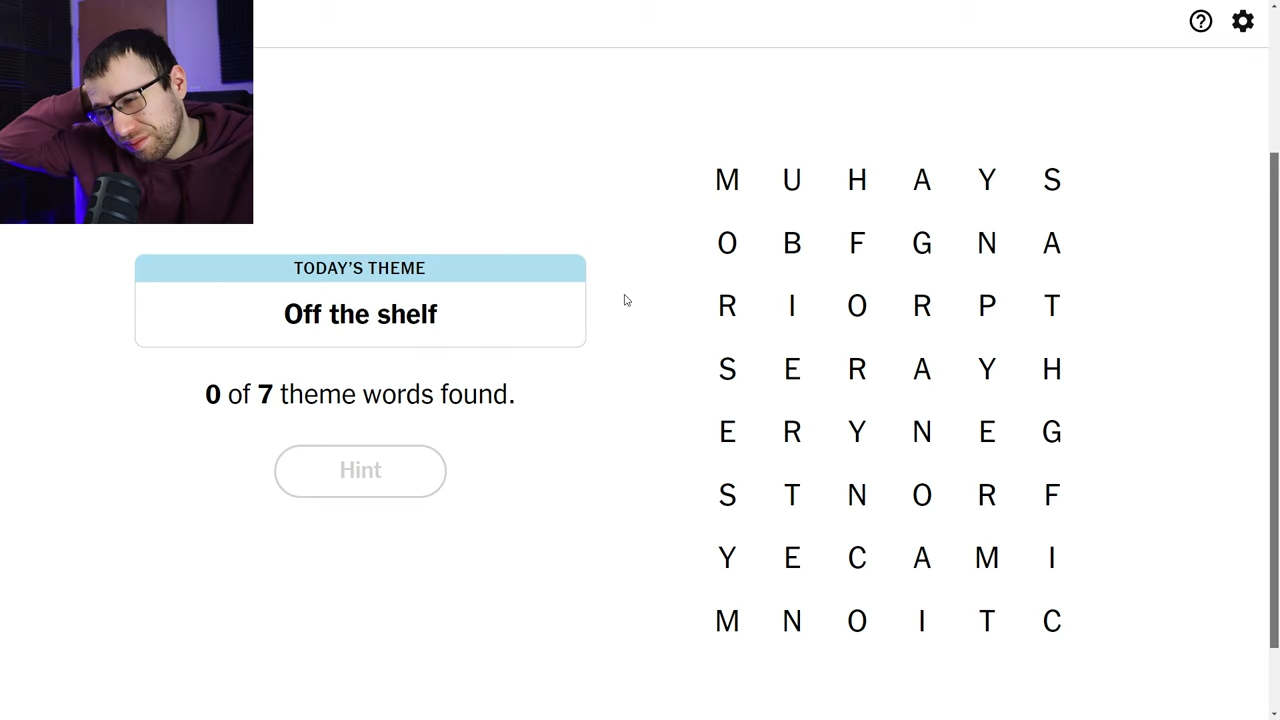 TODAY'S THEME
Off the shelf
0 of 7 theme words found.
Hint
M U H A Y S
O B F G N A
R I O R P T
S E R A Y H
E R Y N E G
S T N O R F
Y E C A M I
M N O I T C